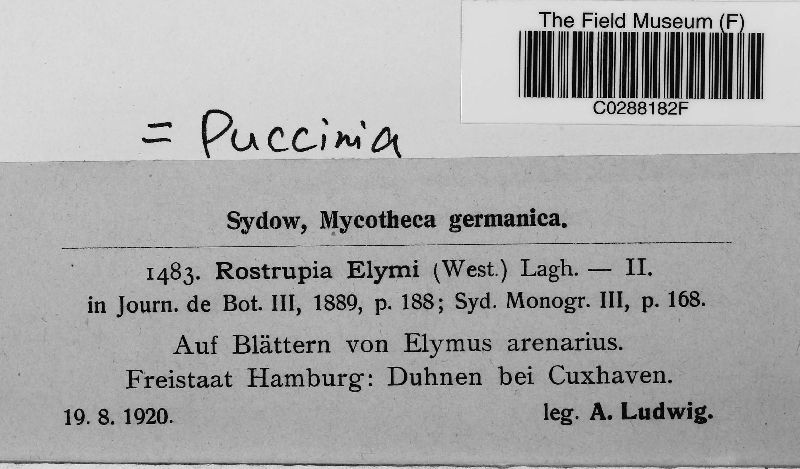 The Field Museum (F)
C0288182F
= Puccinia
Sydow, Mycotheca germanica.
1483. Rostrupia Elymi (West.) Lagh. — II.
in Journ. de Bot. III, 1889, p. 188; Syd. Monogr. III, p. 168.
Auf Blättern von Elymus arenarius.
Freistaat Hamburg: Duhnen bei Cuxhaven.
19. 8. 1920. leg. A. Ludwig.